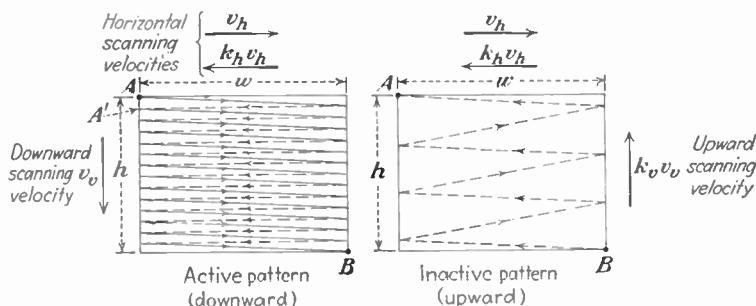 Horizontal
scanning
velocities
v_h
k_h v_h
v_h
k_h v_h
A
w
A
w
A'
Downward
scanning v_v
velocity
h
h
k_v v_v
Upward
scanning
velocity
B
B
Active pattern
(downward)
Inactive pattern
(upward)